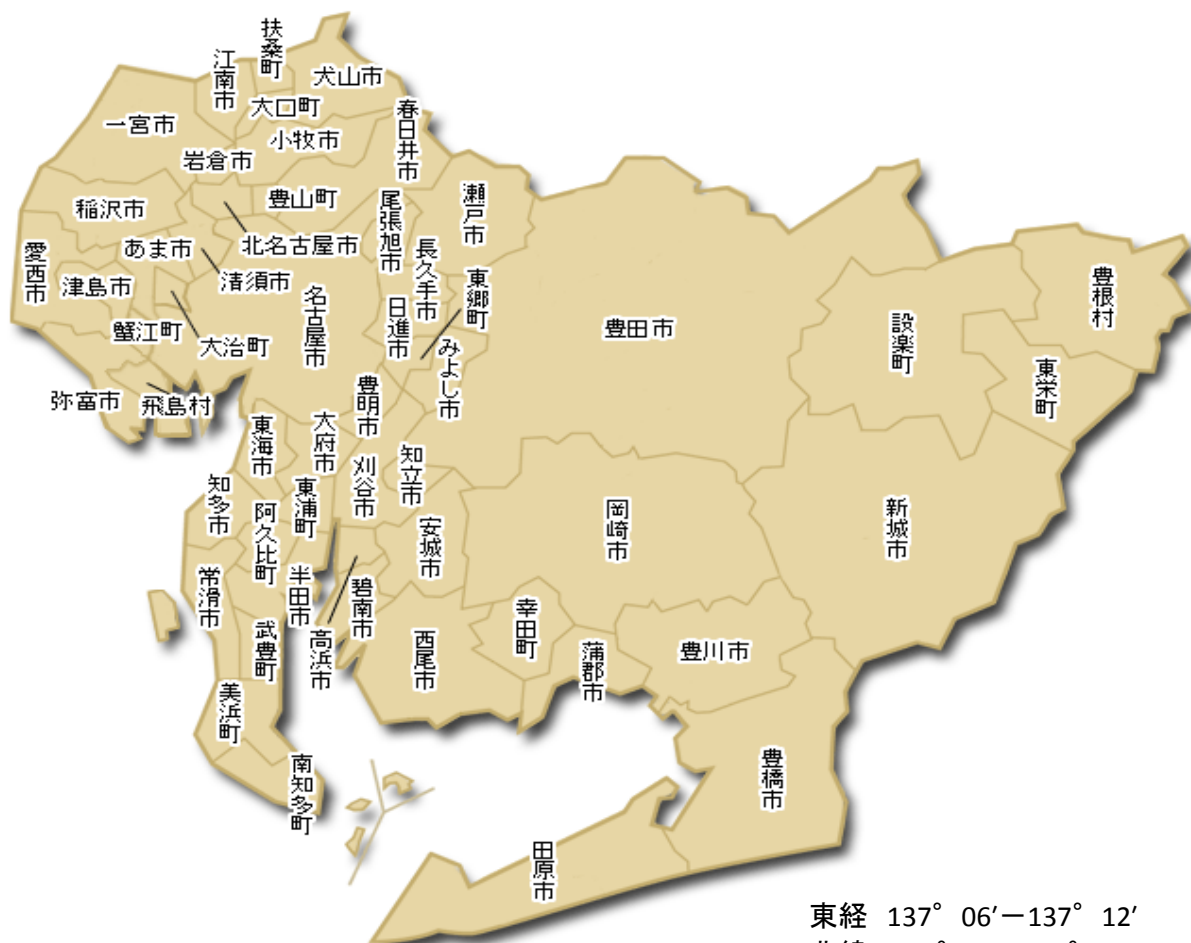 扶桑町
江南市
犬山市
大口町
一宮市
春日井市
小牧市
岩倉市
瀬戸市
豊山町
尾張旭市
稲沢市
北名古屋市
あま市
長久手市
愛西市
清須市
東郷町
津島市
名古屋市
日進市
豊田市
設楽町
豊根村
蟹江町
大治町
みよし市
東栄町
弥富市
飛島村
豊明市
東海市
大府市
刈谷市
知立市
知多市
東浦町
阿久比町
岡崎市
新城市
安城市
常滑市
半田市
碧南市
高浜市
武豊町
西尾市
幸田町
蒲郡市
豊川市
美浜町
南知多町
豊橋市
田原市
東経 137° 06′－137° 12′